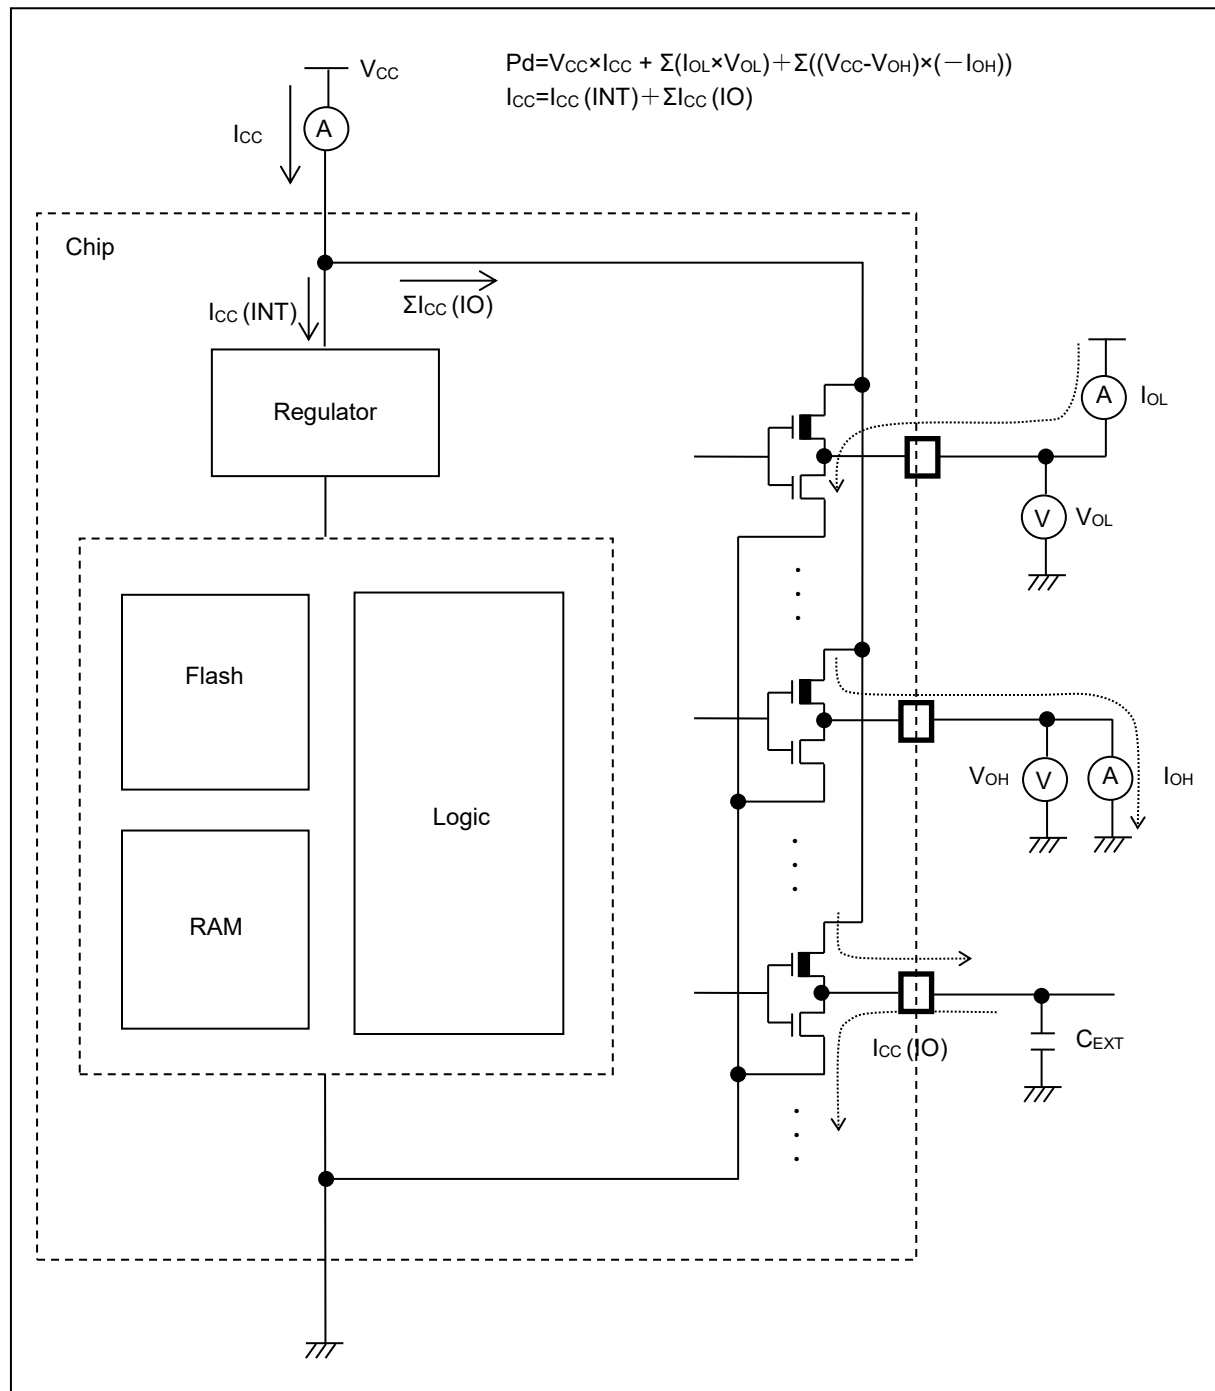 Pd=VCC×ICC + Σ(IOL×VOL)+Σ((VCC-VOH)×(-IOH))
ICC=ICC (INT)+ΣICC (IO)
VCC
A
ICC
Chip
ICC (INT)
ΣICC (IO)
Regulator
A
IOL
V
VOL
Flash
Logic
RAM
VOH
V
A
IOH
ICC (IO)
CEXT